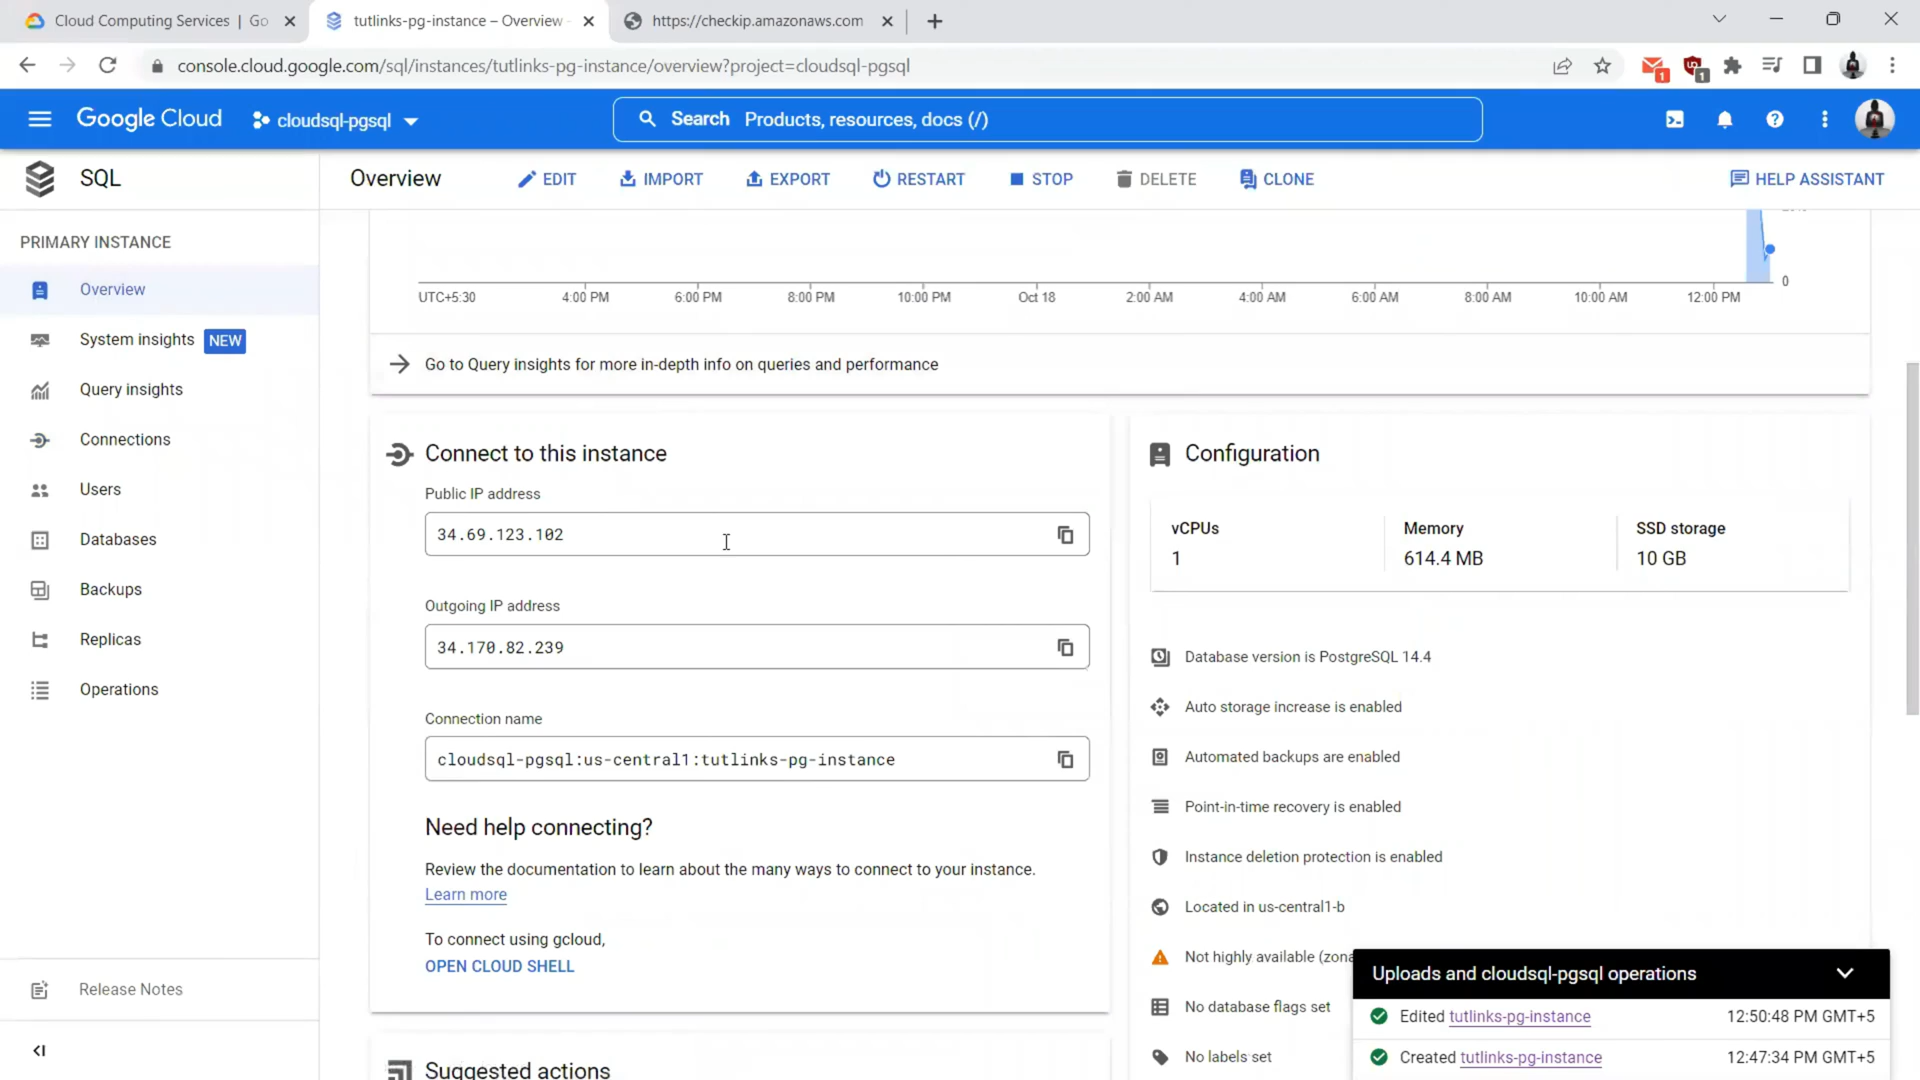 Cloud Computing Services | Go
tutlinks-pg-instance – Overview
https://checkip.amazonaws.com
console.cloud.google.com/sql/instances/tutlinks-pg-instance/overview?project=cloudsql-pgsql
1
1
Google Cloud
cloudsql-pgsql
Search Products, resources, docs (/)
SQL
Overview
EDIT
IMPORT
EXPORT
RESTART
STOP
DELETE
CLONE
HELP ASSISTANT
PRIMARY INSTANCE
Overview
System insights NEW
Query insights
Connections
Users
Databases
Backups
Replicas
Operations
Release Notes
0
UTC+5:30 4:00 PM 6:00 PM 8:00 PM 10:00 PM Oct 18 2:00 AM 4:00 AM 6:00 AM 8:00 AM 10:00 AM 12:00 PM
Go to Query insights for more in-depth info on queries and performance
Connect to this instance
Public IP address
34.69.123.102
Outgoing IP address
34.170.82.239
Connection name
cloudsql-pgsql:us-central1:tutlinks-pg-instance
Need help connecting?
Review the documentation to learn about the many ways to connect to your instance.
Learn more
To connect using gcloud,
OPEN CLOUD SHELL
Suggested actions
Configuration
vCPUs Memory SSD storage
1 614.4 MB 10 GB
Database version is PostgreSQL 14.4
Auto storage increase is enabled
Automated backups are enabled
Point-in-time recovery is enabled
Instance deletion protection is enabled
Located in us-central1-b
Not highly available (zona
No database flags set
No labels set
Uploads and cloudsql-pgsql operations
Edited tutlinks-pg-instance 12:50:48 PM GMT+5
Created tutlinks-pg-instance 12:47:34 PM GMT+5